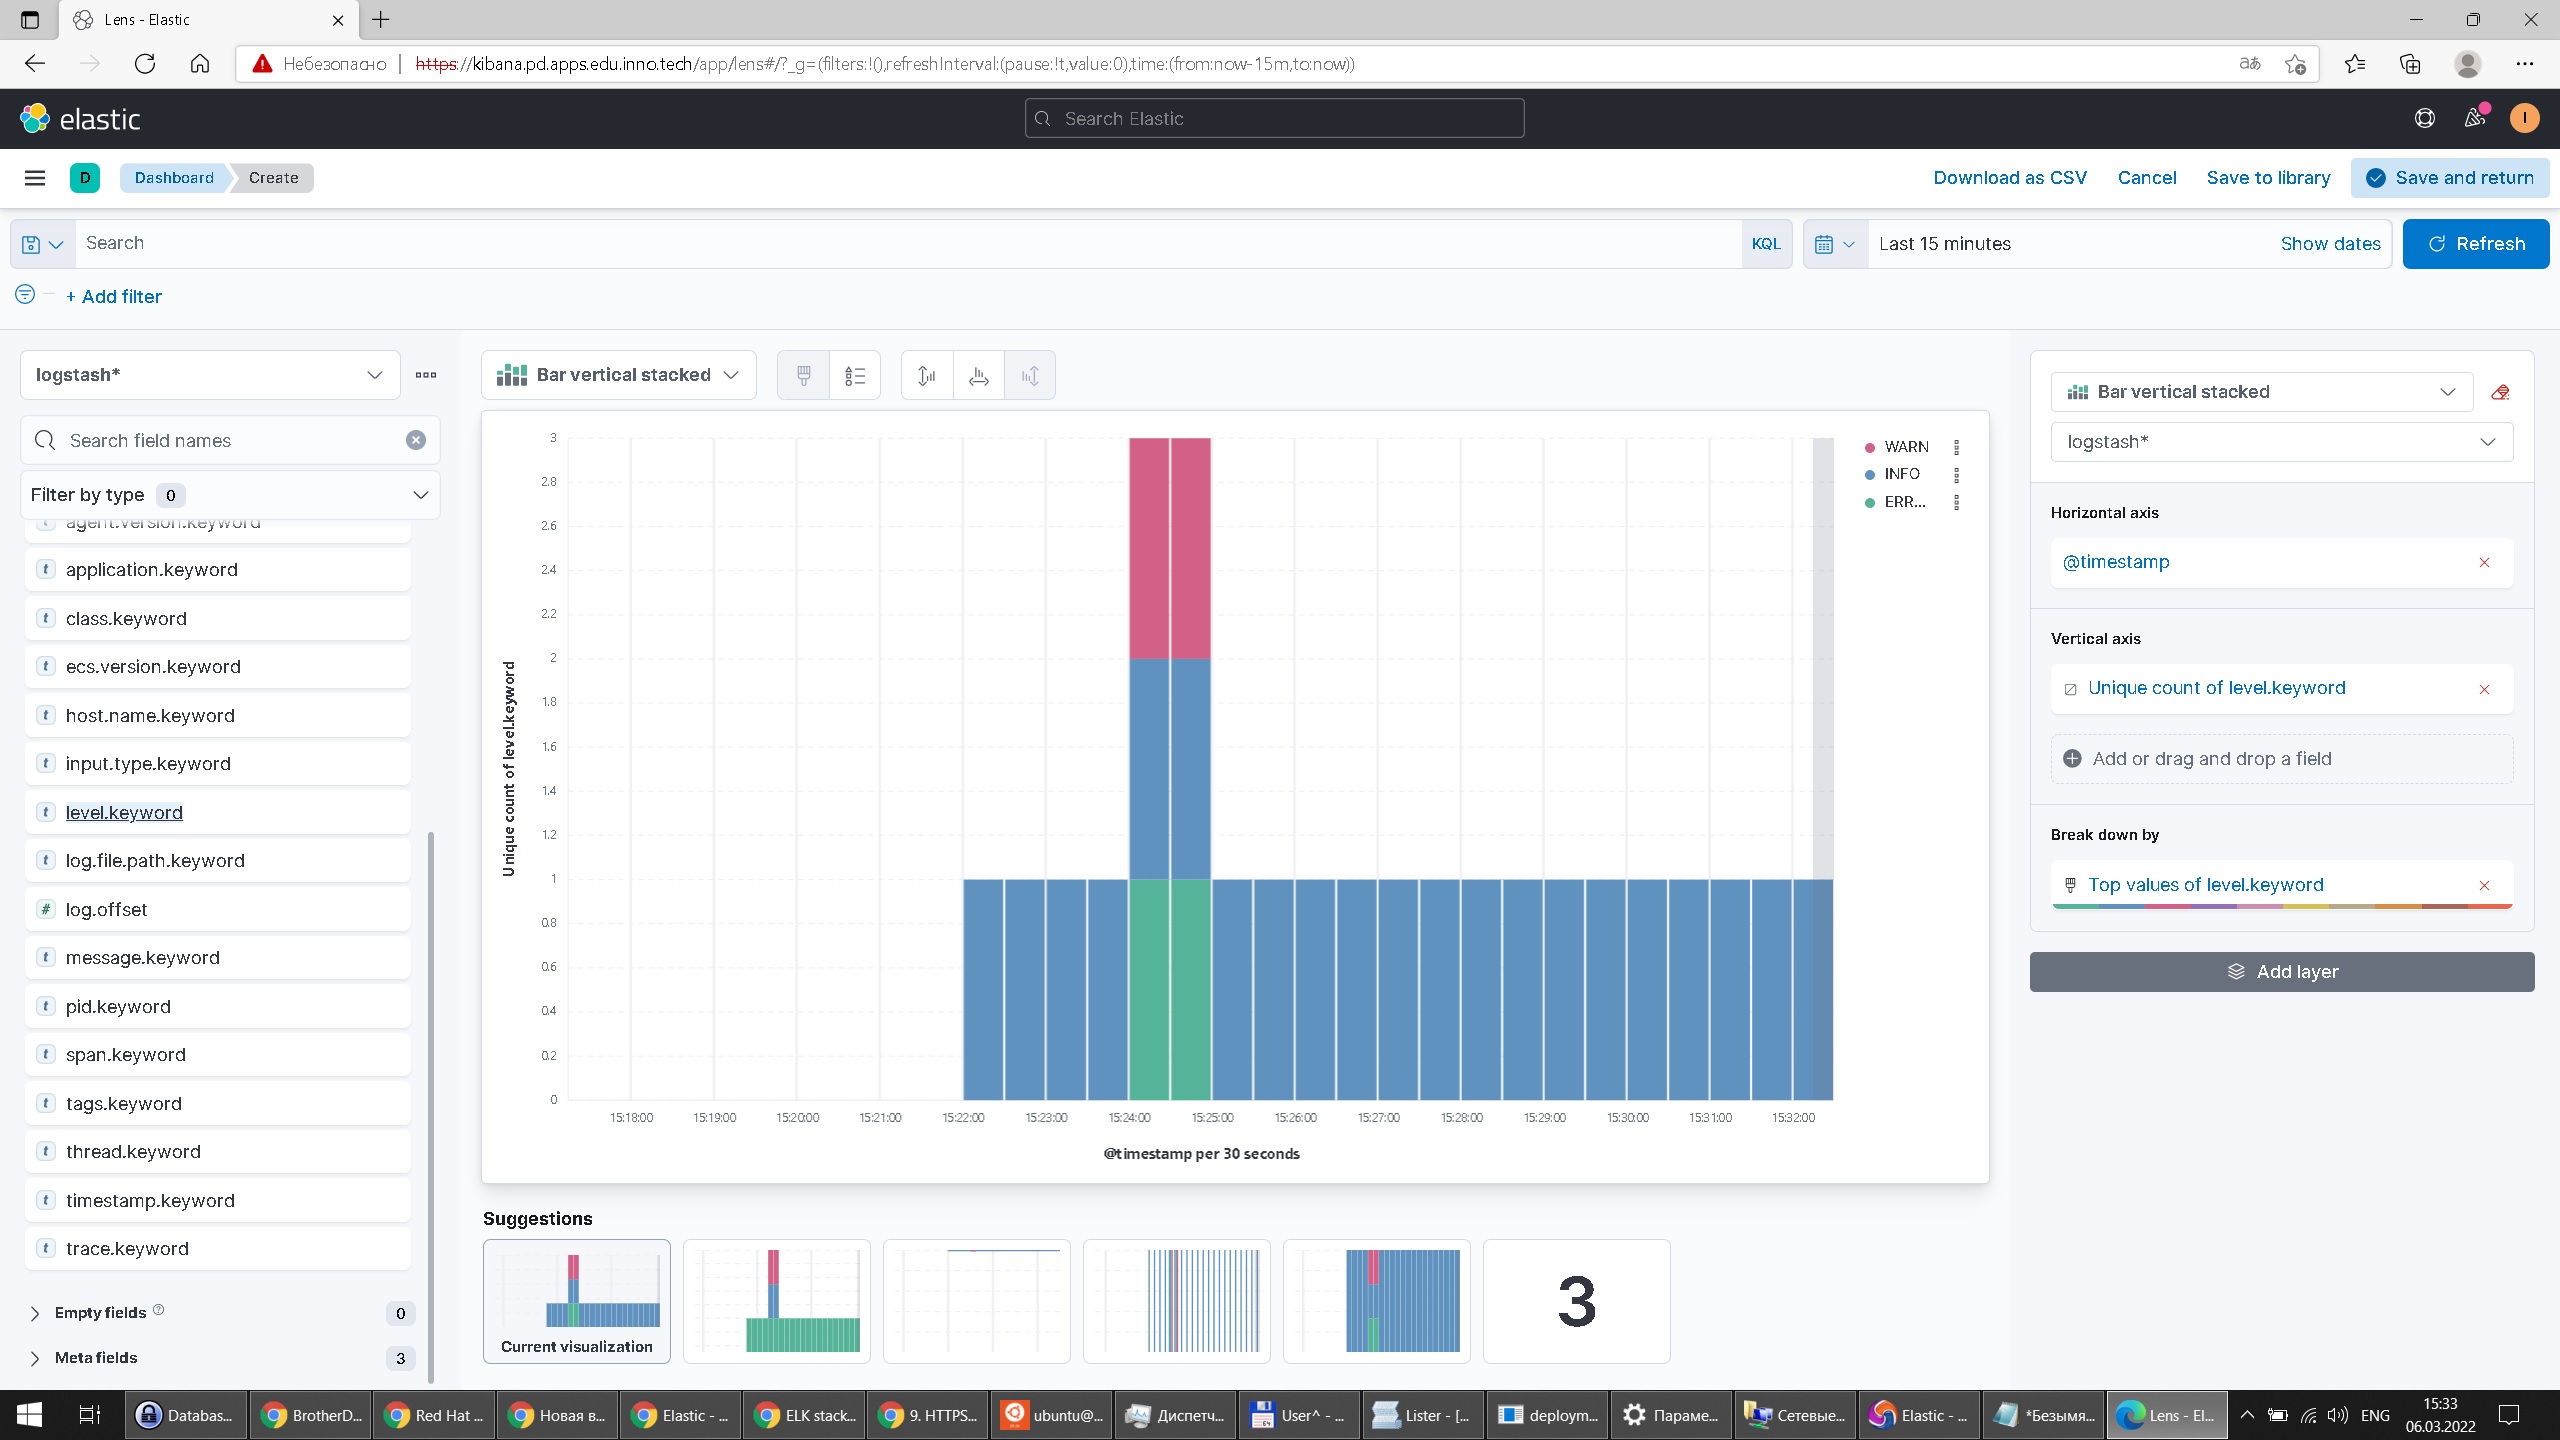 Lens - Elastic
Небезопасно
https://kibana.pd.apps.edu.inno.tech/app/lens#/?_g=(filters:!(),refreshInterval:(pause:!t,value:0),time:(from:now-15m,to:now))
aあ
elastic
Search Elastic
I
D
Dashboard
Create
Download as CSV
Cancel
Save to library
Save and return
Search
KQL
Last 15 minutes
Show dates
Refresh
+ Add filter
logstash*
Search field names
Filter by type 0
agent.version.keyword
t application.keyword
t class.keyword
t ecs.version.keyword
t host.name.keyword
t input.type.keyword
t level.keyword
t log.file.path.keyword
# log.offset
t message.keyword
t pid.keyword
t span.keyword
t tags.keyword
t thread.keyword
t timestamp.keyword
t trace.keyword
Empty fields ? 0
Meta fields 3
Bar vertical stacked
Unique count of level.keyword
3
2.8
2.6
2.4
2.2
2
1.8
1.6
1.4
1.2
1
0.8
0.6
0.4
0.2
0
15:18:00 15:19:00 15:20:00 15:21:00 15:22:00 15:23:00 15:24:00 15:25:00 15:26:00 15:27:00 15:28:00 15:29:00 15:30:00 15:31:00 15:32:00
@timestamp per 30 seconds
WARN
INFO
ERR...
Suggestions
Current visualization
3
Bar vertical stacked
logstash*
Horizontal axis
@timestamp
Vertical axis
Unique count of level.keyword
Add or drag and drop a field
Break down by
Top values of level.keyword
Add layer
Databas...
BrotherD...
Red Hat ...
Новая в...
Elastic - ...
ELK stack...
9. HTTPS...
ubuntu@...
Диспетч...
User^ - ...
Lister - [...
deploym...
Параме...
Сетевые...
Elastic - ...
*Безымя...
Lens - El...
ENG
15:33
06.03.2022